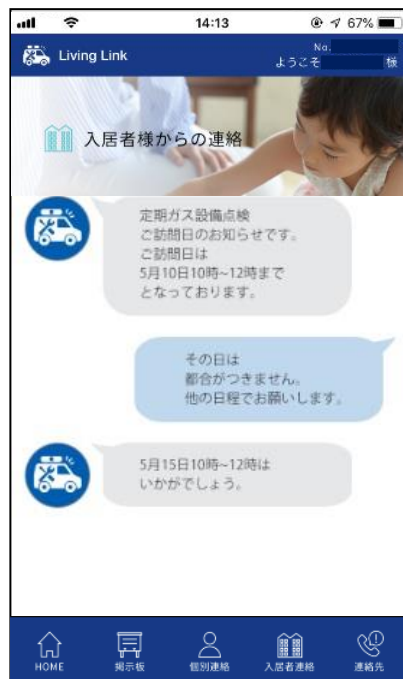 14:13
67%
Living Link
No.
ようこそ 様
入居者様からの連絡
定期ガス設備点検
ご訪問日のお知らせです。
ご訪問日は
5月10日10時~12時まで
となっております。
その日は
都合がつきません。
他の日程でお願いします。
5月15日10時~12時は
いかがでしょう。
HOME 掲示板 個別連絡 入居者連絡 連絡先